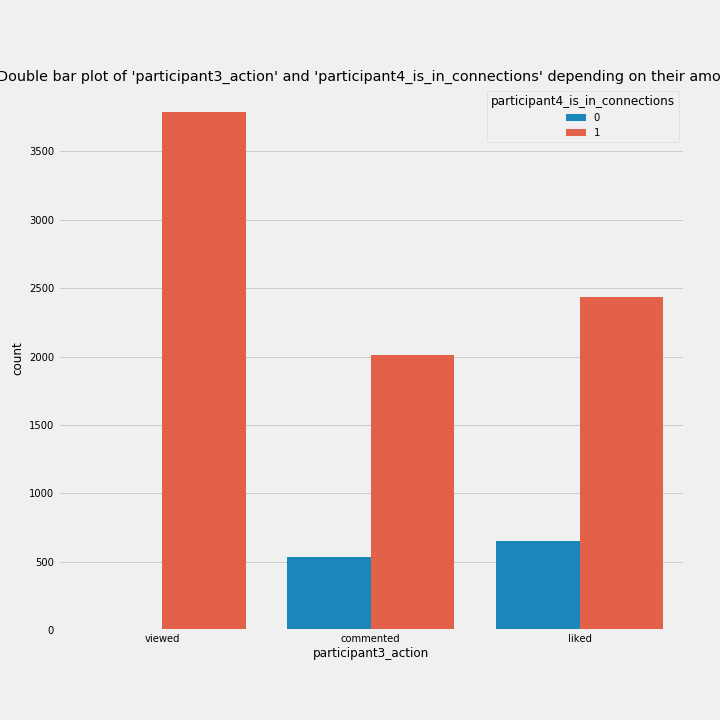 Double bar plot of 'participant3_action' and 'participant4_is_in_connections' depending on their amo
participant4_is_in_connections
0
1
3500
3000
2500
2000
1500
1000
500
0
count
viewed
commented
liked
participant3_action